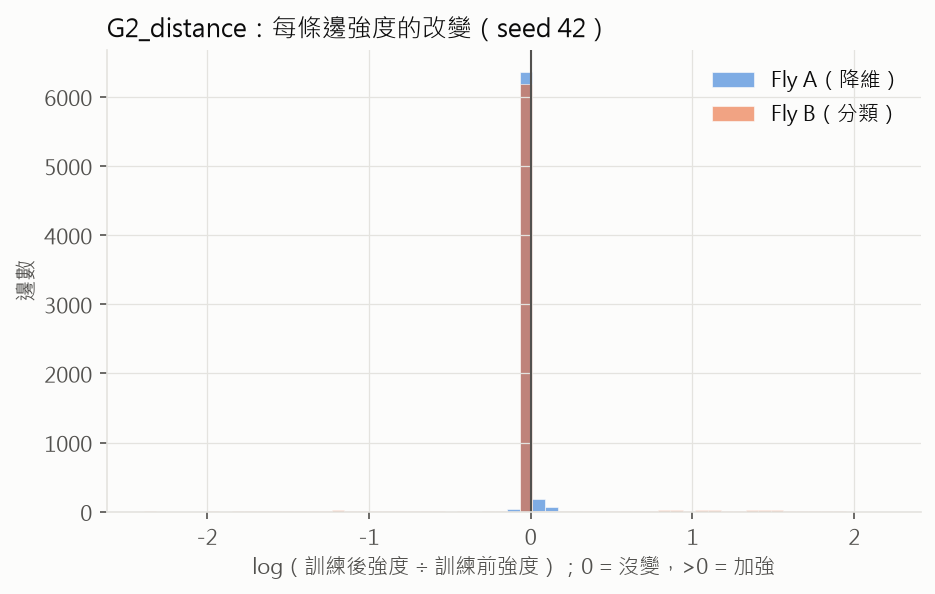 G2_distance：每條邊強度的改變（seed 42）
Fly A（降維）
Fly B（分類）
6000
5000
4000
3000
2000
1000
0
邊數
-2
-1
0
1
2
log（訓練後強度 ÷ 訓練前強度）；0 = 沒變，>0 = 加強